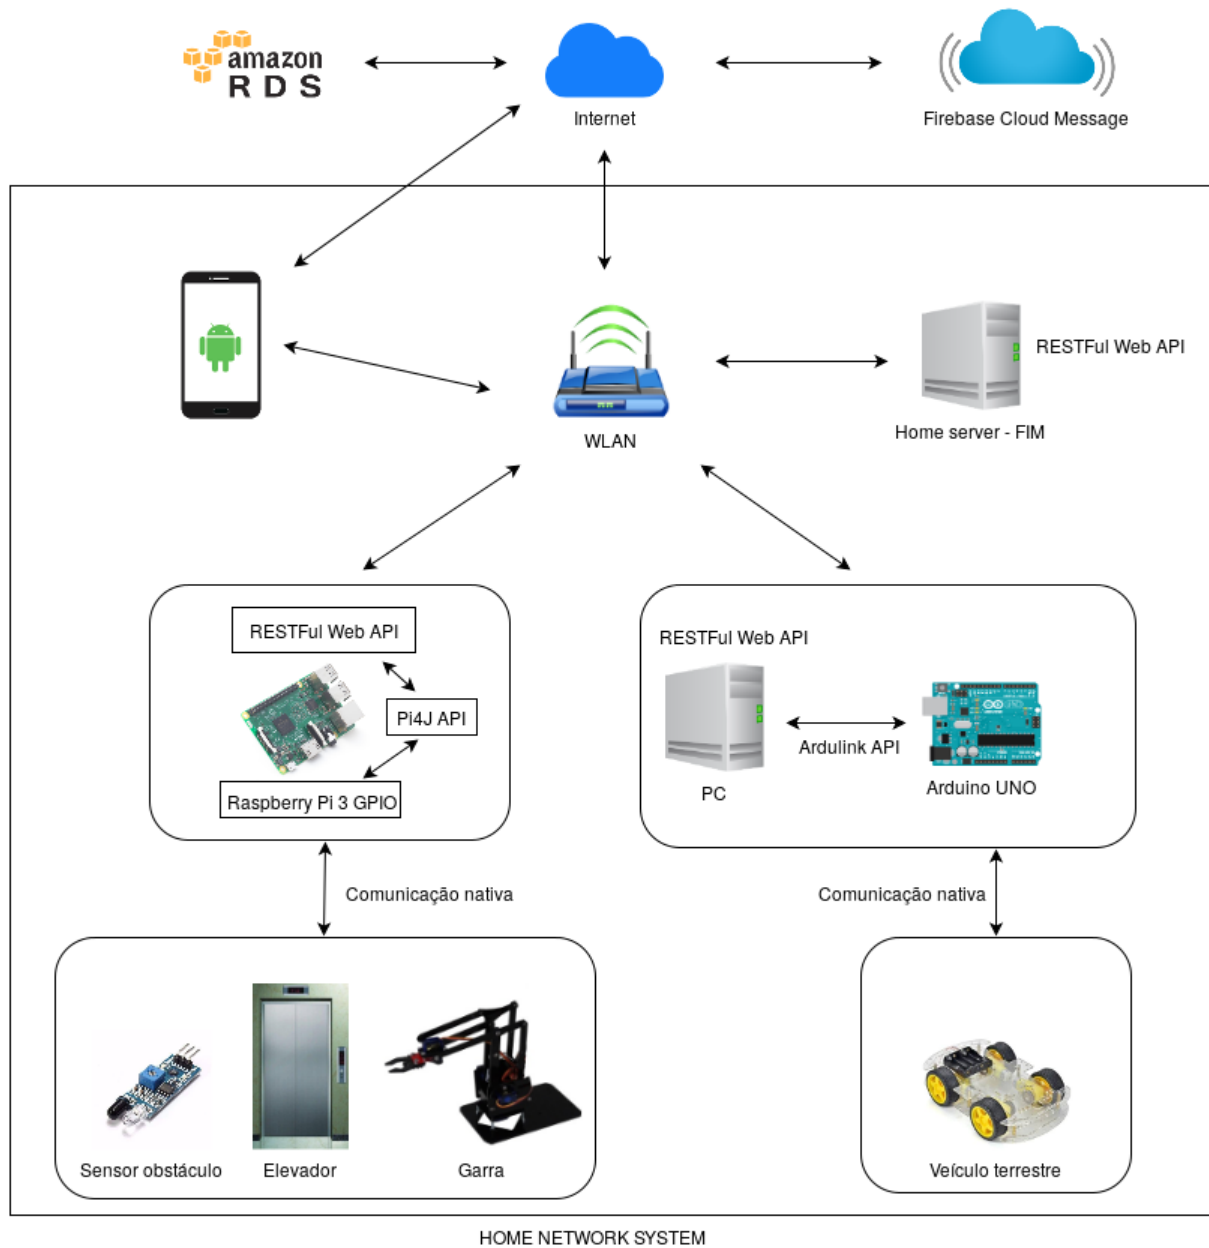 amazon
RDS
Internet
Firebase Cloud Message
RESTFul Web API
Home server - FIM
WLAN
RESTFul Web API
Pi4J API
Raspberry Pi 3 GPIO
RESTFul Web API
Ardulink API
PC
Arduino UNO
Comunicação nativa
Comunicação nativa
Sensor obstáculo
Elevador
Garra
Veículo terrestre
HOME NETWORK SYSTEM